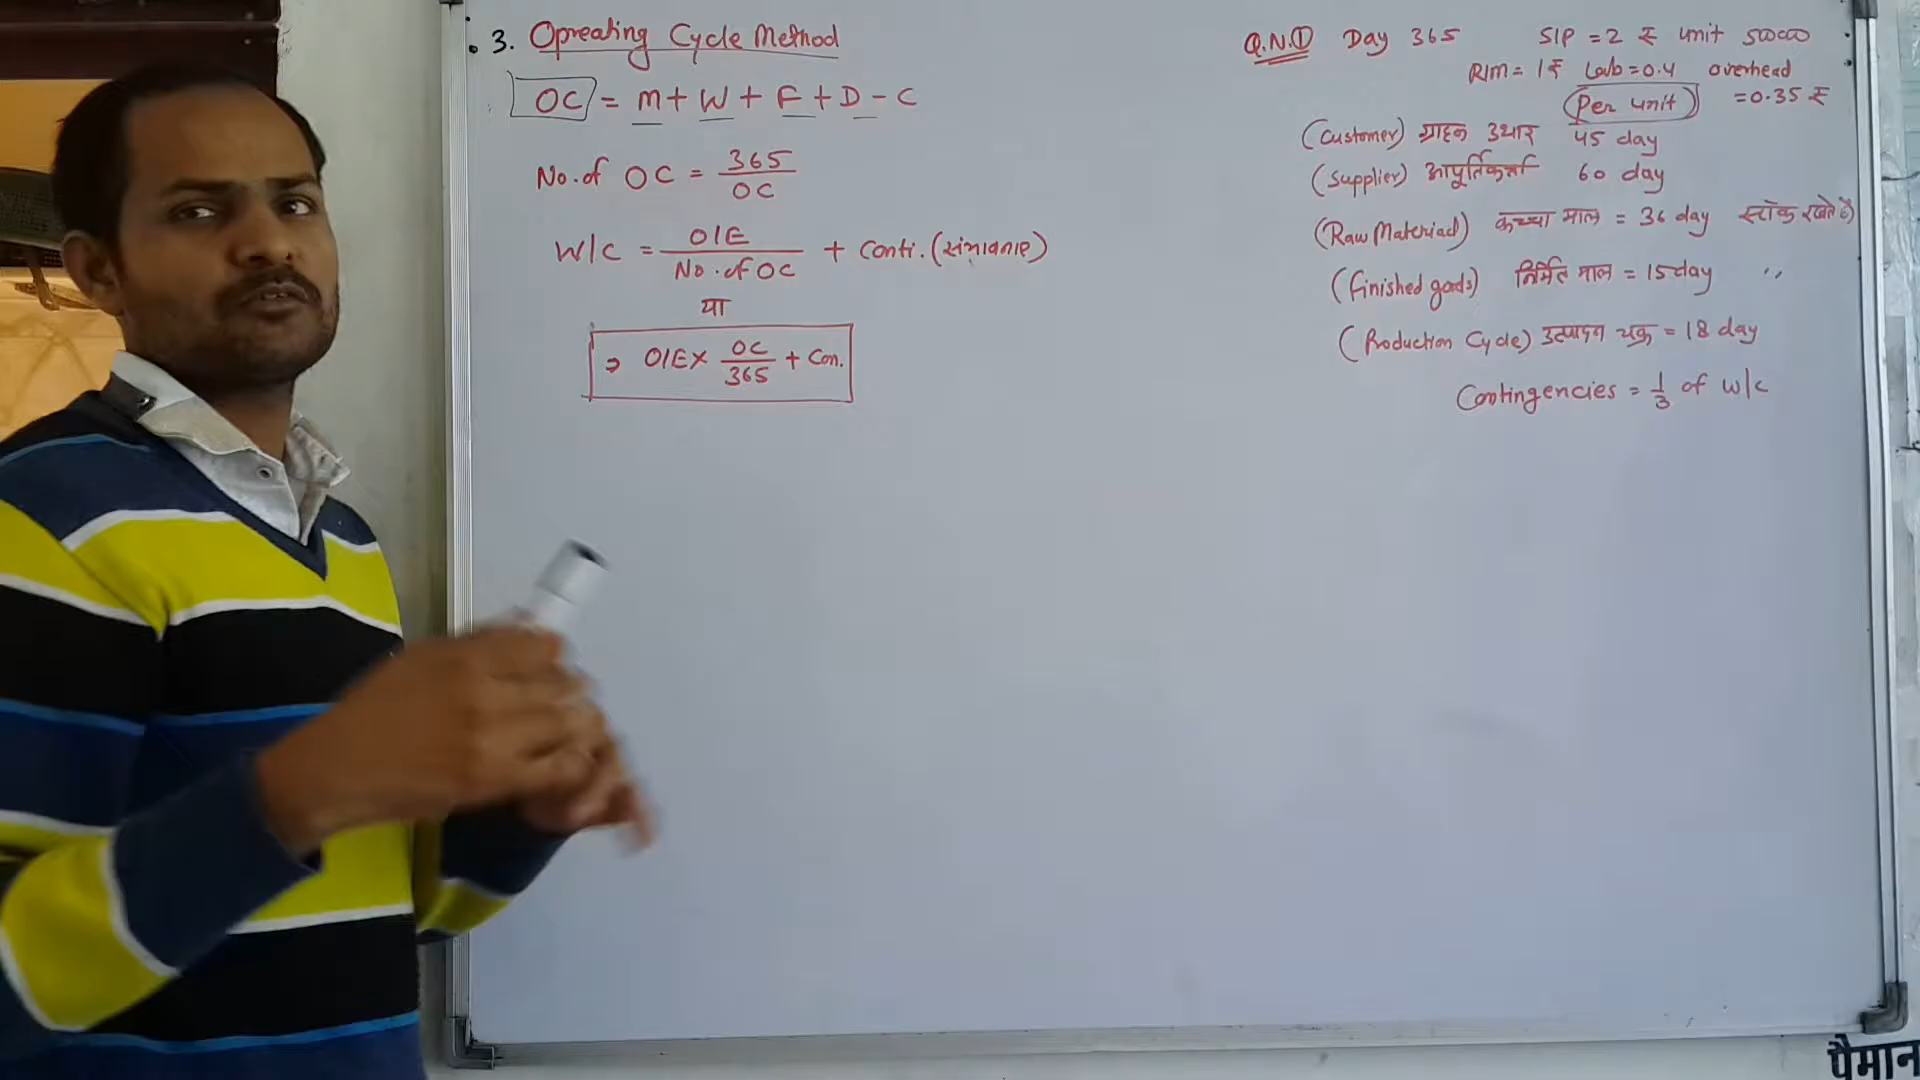 3. Opreating Cycle Method
OC = M + W + F + D - C
No. of OC = 365 / OC
W/C = O/E / No. of OC + Conti. (संभावनाए)
या
⇒ O/E × OC / 365 + Con.
Q.N.① Day 365 S/P = 2 ₹ unit 50000
R/m = 1 ₹ Lab = 0.4 overhead
(Per unit) = 0.35 ₹
(Customer) ग्राहक उधार 45 day
(Supplier) आपूर्तिकर्ता 60 day
(Raw Material) कच्चा माल = 36 day स्टॉक रखते है
(finished goods) निर्मित माल = 15 day ,,
(Production Cycle) उत्पादन चक्र = 18 day
Contingencies = 1/3 of w/c
पैमान